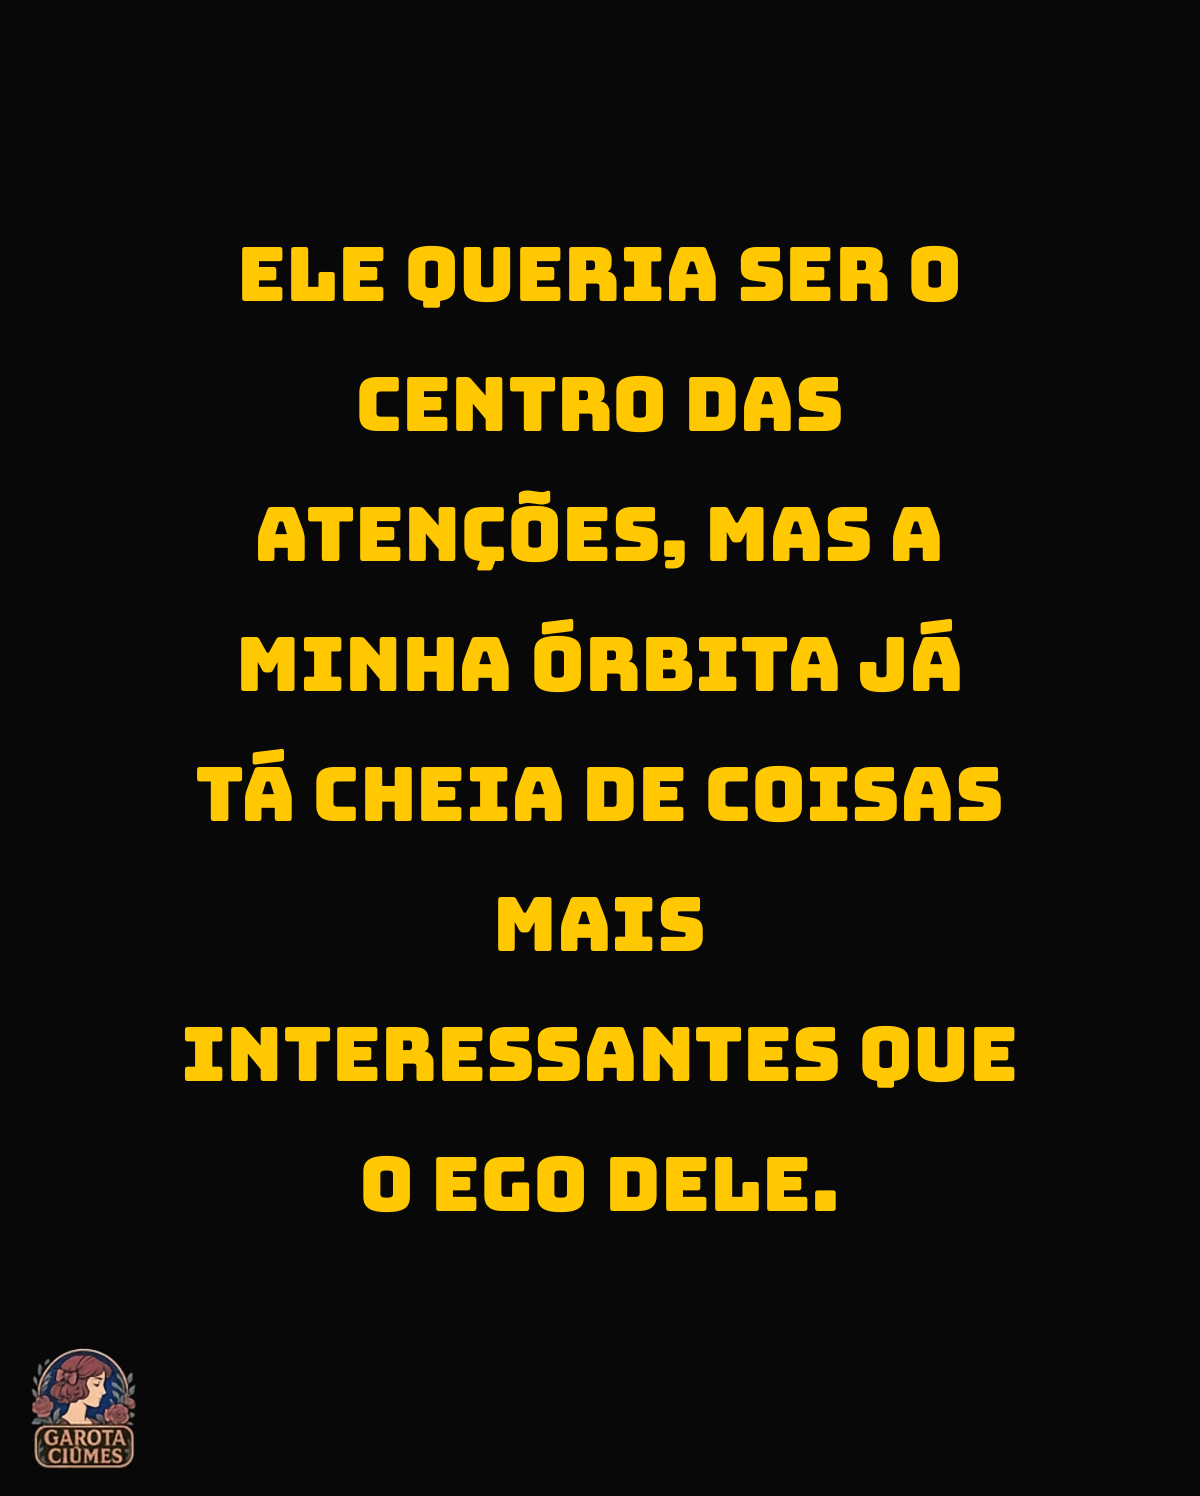 ELE QUERIA SER O
CENTRO DAS
ATENÇÕES, MAS A
MINHA ÓRBITA JÁ
TÁ CHEIA DE COISAS
MAIS
INTERESSANTES QUE
O EGO DELE.
GAROTA
CIÚMES